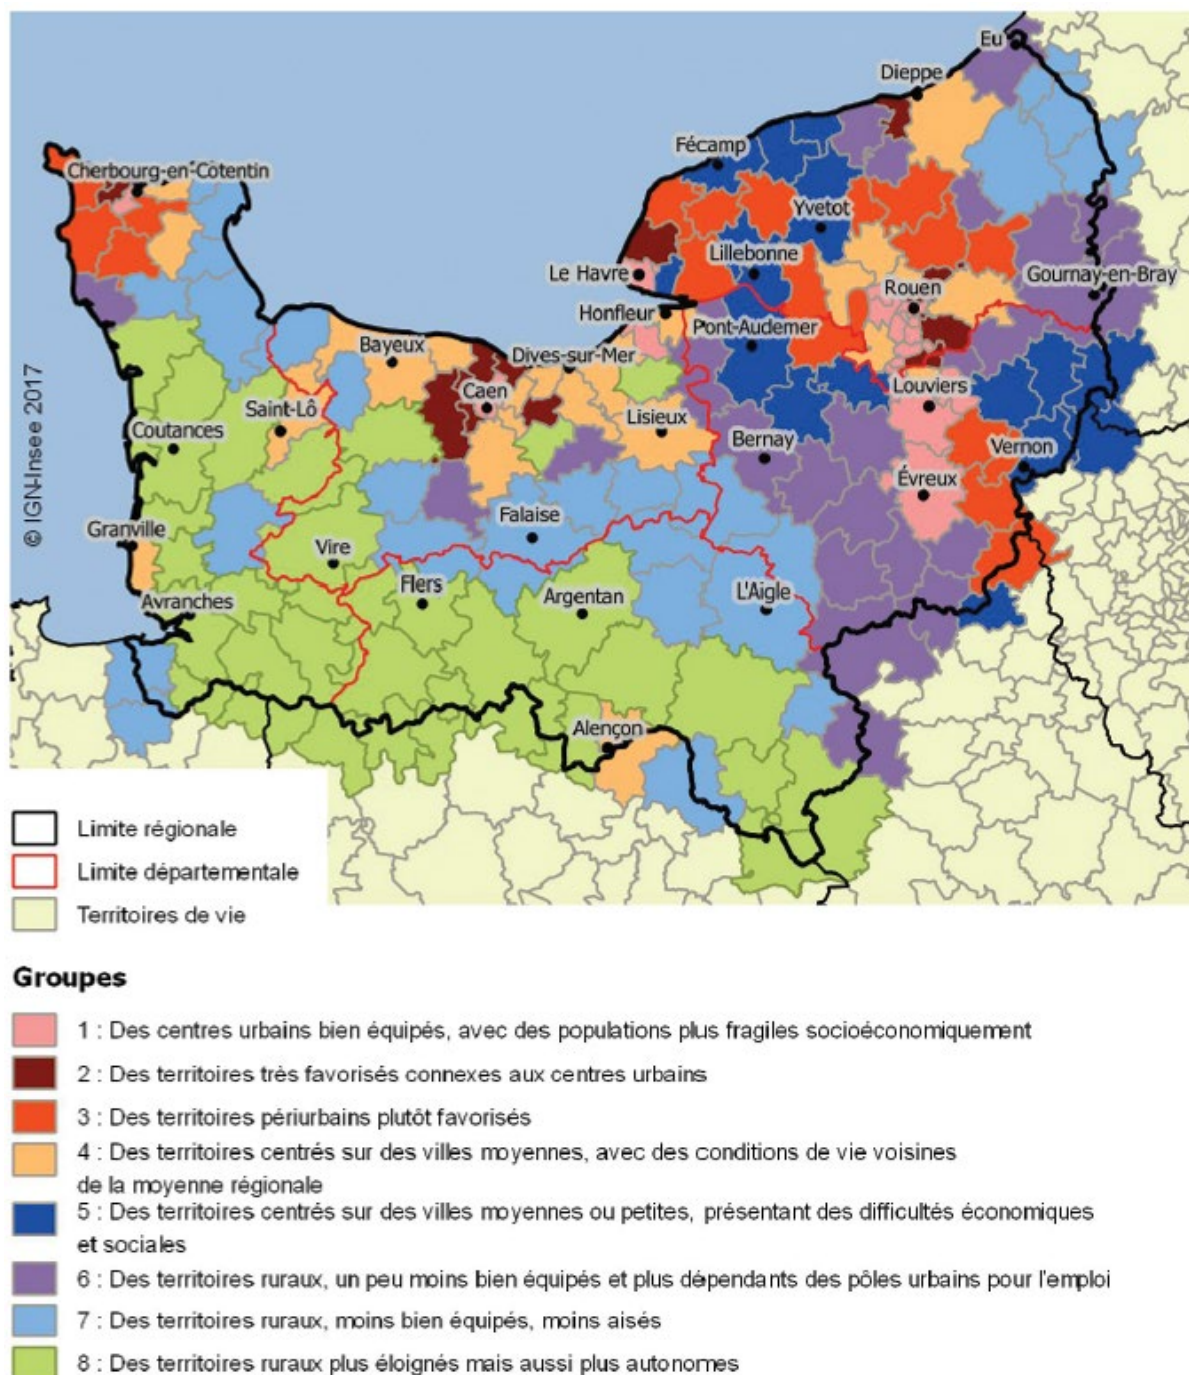 Eu
Dieppe
Fécamp
Cherbourg-en-Cotentin
Yvetot
Lillebonne
Le Havre
Gournay-en-Bray
Rouen
Honfleur
Pont-Audemer
Bayeux
Dives-sur-Mer
Caen
Louviers
Saint-Lô
Lisieux
Coutances
Bernay
Vernon
Évreux
© IGN-Insee 2017
Granville
Falaise
Vire
Flers
Argentan
L'Aigle
Avranches
Alençon
Limite régionale
Limite départementale
Territoires de vie
Groupes
1 : Des centres urbains bien équipés, avec des populations plus fragiles socioéconomiquement
2 : Des territoires très favorisés connexes aux centres urbains
3 : Des territoires périurbains plutôt favorisés
4 : Des territoires centrés sur des villes moyennes, avec des conditions de vie voisines
de la moyenne régionale
5 : Des territoires centrés sur des villes moyennes ou petites, présentant des difficultés économiques
et sociales
6 : Des territoires ruraux, un peu moins bien équipés et plus dépendants des pôles urbains pour l'emploi
7 : Des territoires ruraux, moins bien équipés, moins aisés
8 : Des territoires ruraux plus éloignés mais aussi plus autonomes